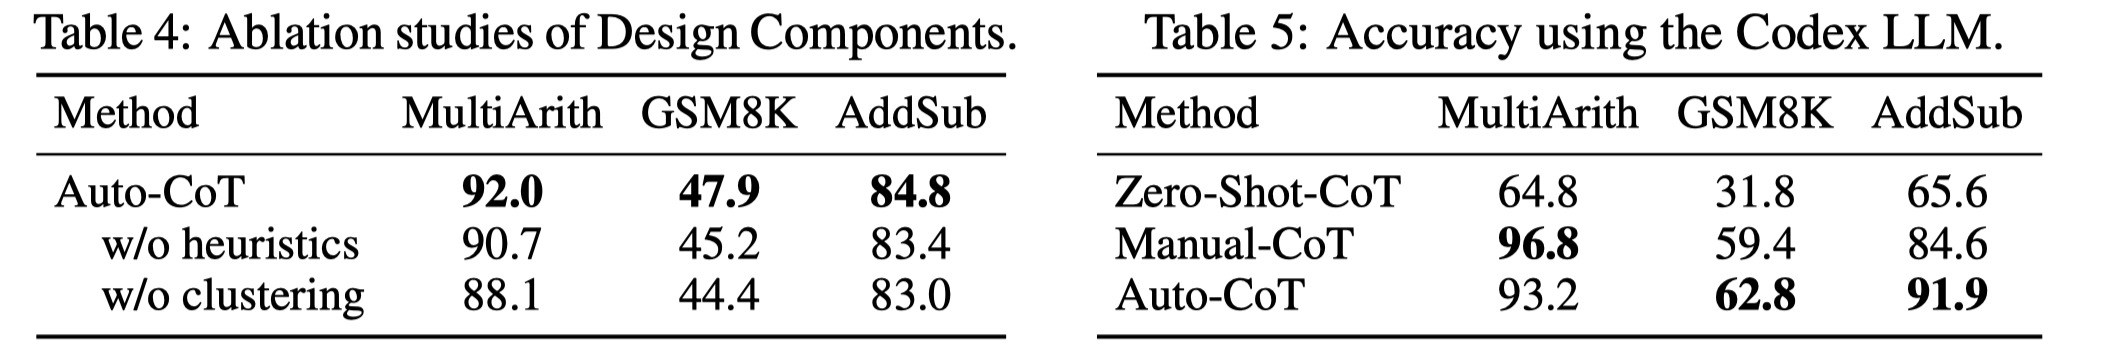 Table 4: Ablation studies of Design Components.
Method MultiArith GSM8K AddSub
Auto-CoT 92.0 47.9 84.8
w/o heuristics 90.7 45.2 83.4
w/o clustering 88.1 44.4 83.0
Table 5: Accuracy using the Codex LLM.
Method MultiArith GSM8K AddSub
Zero-Shot-CoT 64.8 31.8 65.6
Manual-CoT 96.8 59.4 84.6
Auto-CoT 93.2 62.8 91.9